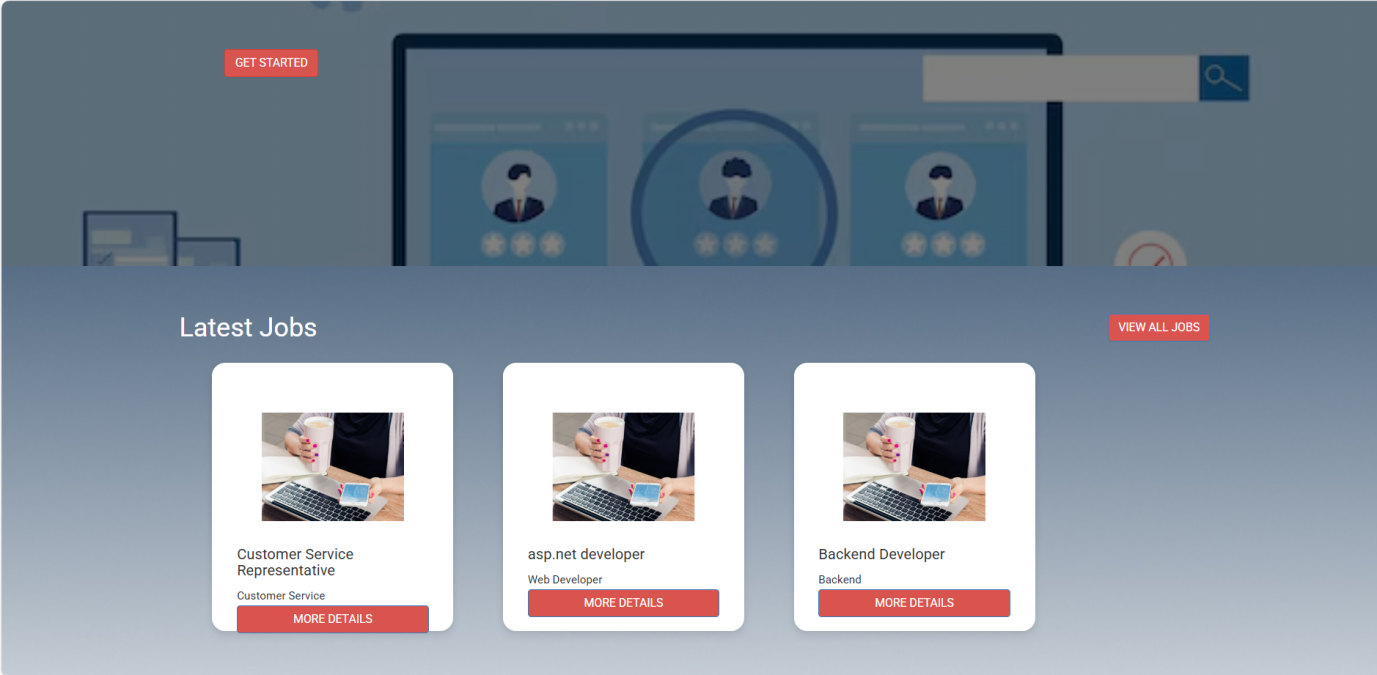 GET STARTED
Latest Jobs
VIEW ALL JOBS
Customer Service
Representative
Customer Service
MORE DETAILS
asp.net developer
Web Developer
MORE DETAILS
Backend Developer
Backend
MORE DETAILS